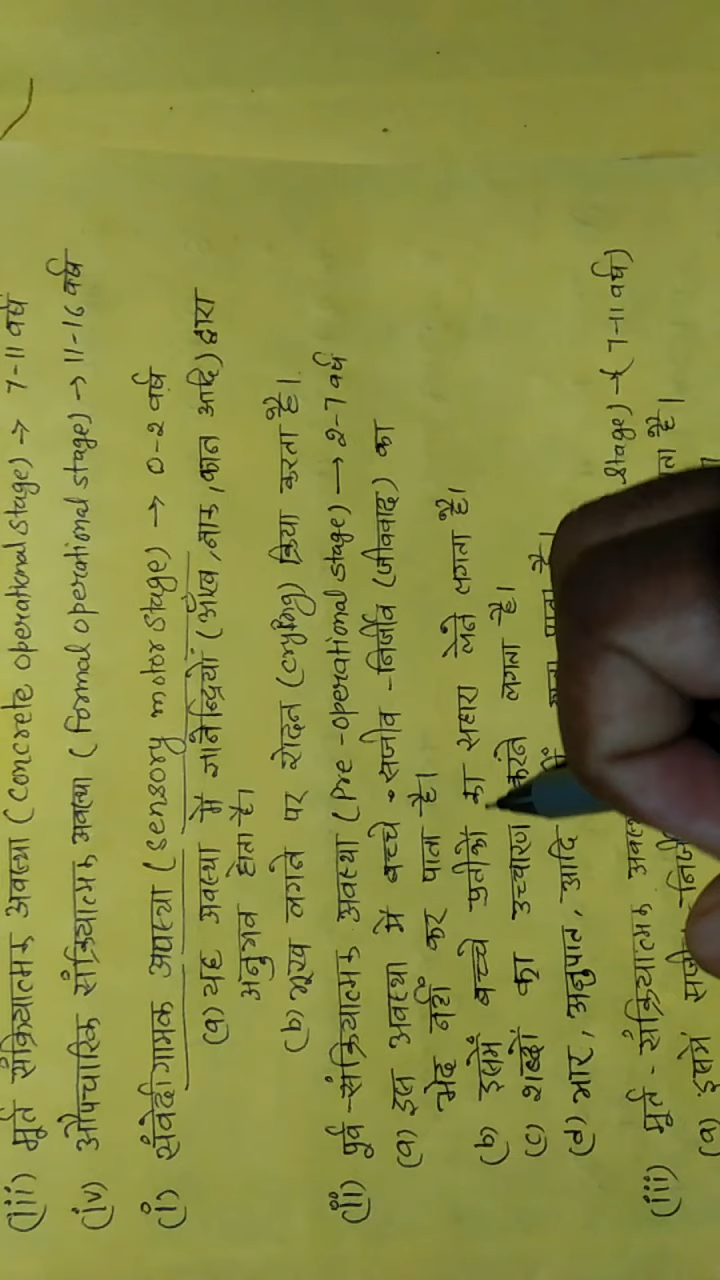 (iii) मूर्त संक्रियात्मक अवस्था (Concrete operational stage) → 7-11 वर्ष
(iv) औपचारिक संक्रियात्मक अवस्था (Formal operational stage) → 11-16 वर्ष
(i) संवेदीगामक अवस्था (sensory motor stage) → 0-2 वर्ष
(a) यह अवस्था में ज्ञानेन्द्रियों (आँख, नाक, कान आदि) द्वारा
अनुभव होता है।
(b) भूख लगने पर रोदन (crying) क्रिया करता है।
(ii) पूर्व-संक्रियात्मक अवस्था (Pre-operational stage) → 2-7 वर्ष
(a) इस अवस्था में बच्चे सजीव-निर्जीव (जीववाद) का
भेद नहीं कर पाता है।
(b) इसमें बच्चे प्रतीकों का सहारा लेने लगता है।
(c) शब्दों का उच्चारण करने लगता है।
(d) भार, अनुपात, आदि पाता है।
(iii) मूर्त-संक्रियात्मक stage) → (7-11 वर्ष)
(a) इसमें है।